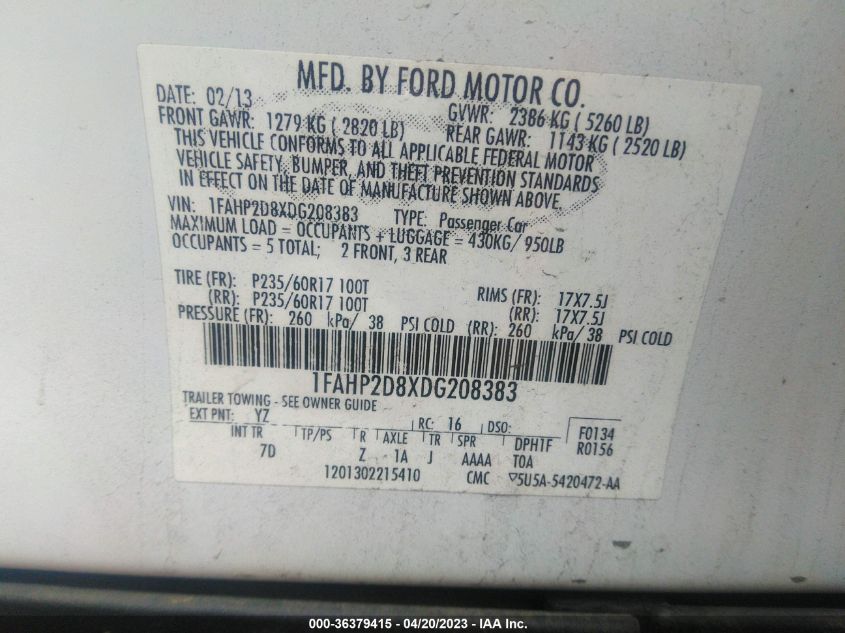 MFD. BY FORD MOTOR CO.
DATE: 02/13 GVWR: 2386 KG ( 5260 LB)
FRONT GAWR: 1279 KG ( 2820 LB) REAR GAWR: 1143 KG ( 2520 LB)
THIS VEHICLE CONFORMS TO ALL APPLICABLE FEDERAL MOTOR
VEHICLE SAFETY, BUMPER, AND THEFT PREVENTION STANDARDS
IN EFFECT ON THE DATE OF MANUFACTURE SHOWN ABOVE.
VIN: 1FAHP2D8XDG208383 TYPE: Passenger Car
MAXIMUM LOAD = OCCUPANTS + LUGGAGE = 430KG/ 950LB
OCCUPANTS = 5 TOTAL; 2 FRONT, 3 REAR
TIRE (FR): P235/60R17 100T RIMS (FR): 17X7.5J
(RR): P235/60R17 100T (RR): 17X7.5J
PRESSURE (FR): 260 kPa/ 38 PSI COLD (RR): 260 kPa/ 38 PSI COLD
1FAHP2D8XDG208383
TRAILER TOWING - SEE OWNER GUIDE
EXT PNT: YZ RC: 16 DSO: F0134
INT TR TP/PS R AXLE TR SPR DPH1F R0156
7D Z 1A J AAAA TOA
1201302215410 CMC ▽5U5A-5420472-AA
000-36379415 - 04/20/2023 - IAA Inc.